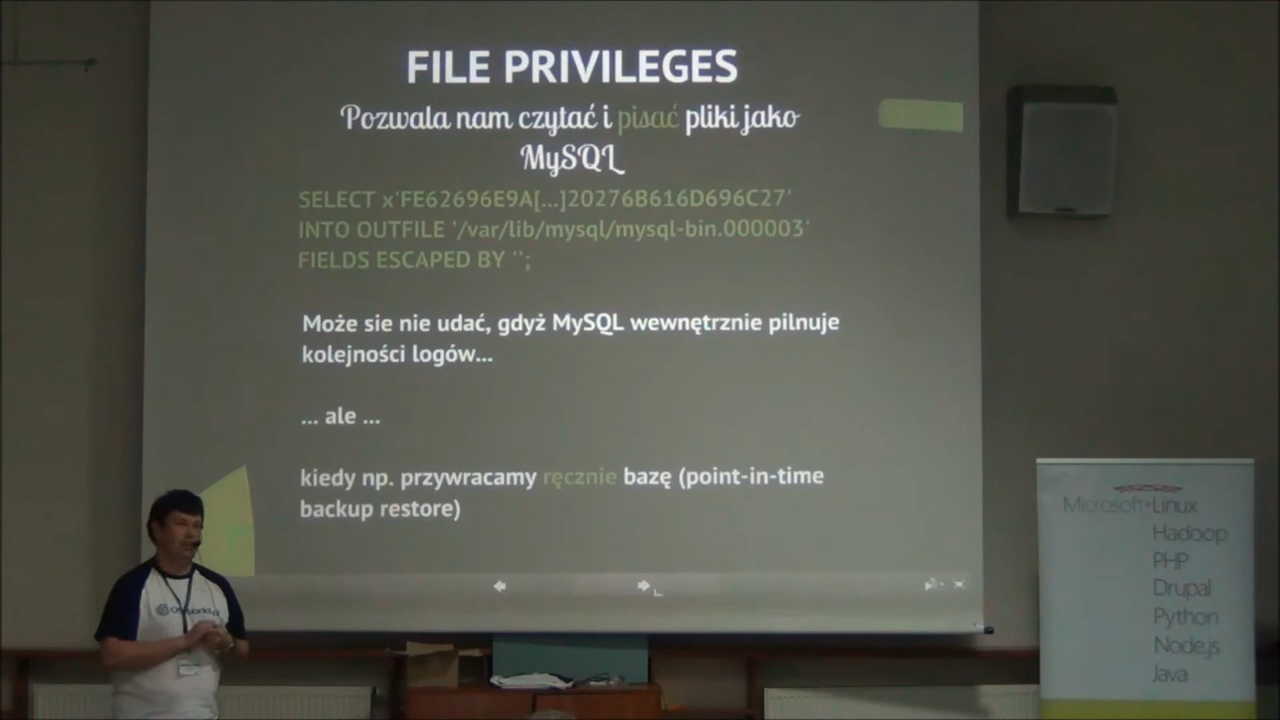 FILE PRIVILEGES
Pozwala nam czytać i pisać pliki jako
MySQL
SELECT x'FE62696E9A[...]20276B616D696C27'
INTO OUTFILE '/var/lib/mysql/mysql-bin.000003'
FIELDS ESCAPED BY '';
Może sie nie udać, gdyż MySQL wewnętrznie pilnuje
kolejności logów...
... ale ...
kiedy np. przywracamy ręcznie bazę (point-in-time
backup restore)
Microsoft+Linux
Hadoop
PHP
Drupal
Python
Node.js
Java